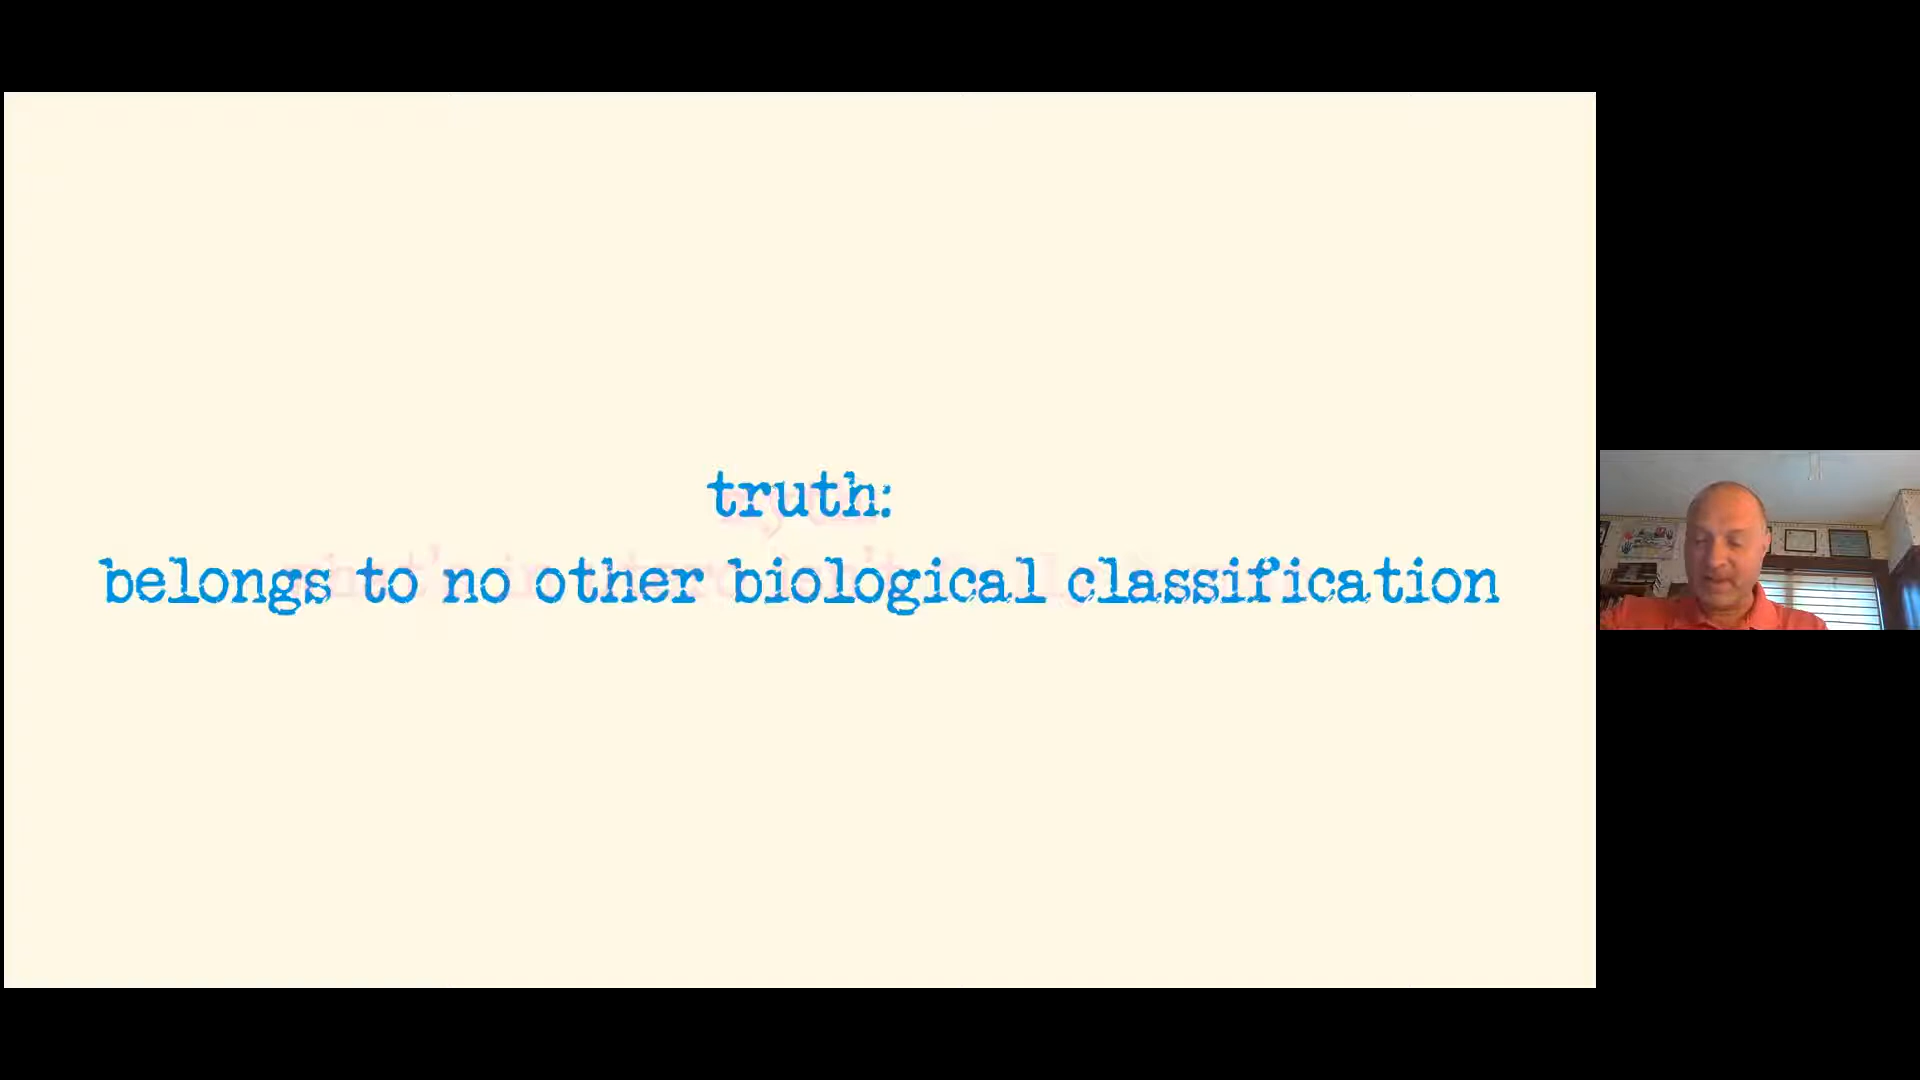 truth:
belongs to no other biological classification